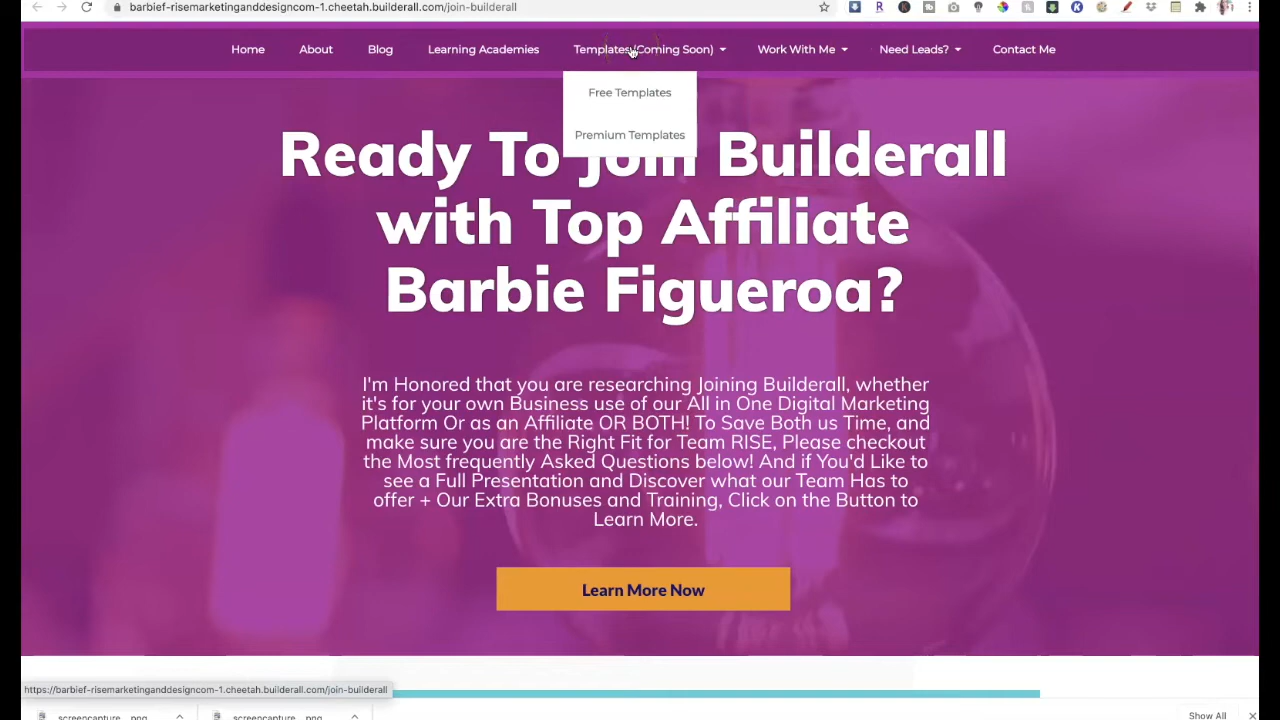 barbief-risemarketinganddesigncom-1.cheetah.builderall.com/join-builderall
Home About Blog Learning Academies Templates(Coming Soon) Work With Me Need Leads? Contact Me
Free Templates
Premium Templates
Ready To Join Builderall
with Top Affiliate
Barbie Figueroa?
I'm Honored that you are researching Joining Builderall, whether
it's for your own Business use of our All in One Digital Marketing
Platform Or as an Affiliate OR BOTH! To Save Both us Time, and
make sure you are the Right Fit for Team RISE, Please checkout
the Most frequently Asked Questions below! And if You'd Like to
see a Full Presentation and Discover what our Team Has to
offer + Our Extra Bonuses and Training, Click on the Button to
Learn More.
Learn More Now
https://barbief-risemarketinganddesigncom-1.cheetah.builderall.com/join-builderall
screencapture....png screencapture....png Show All